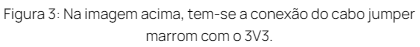 Figura 3: Na imagem acima, tem-se a conexão do cabo jumper
marrom com o 3V3.